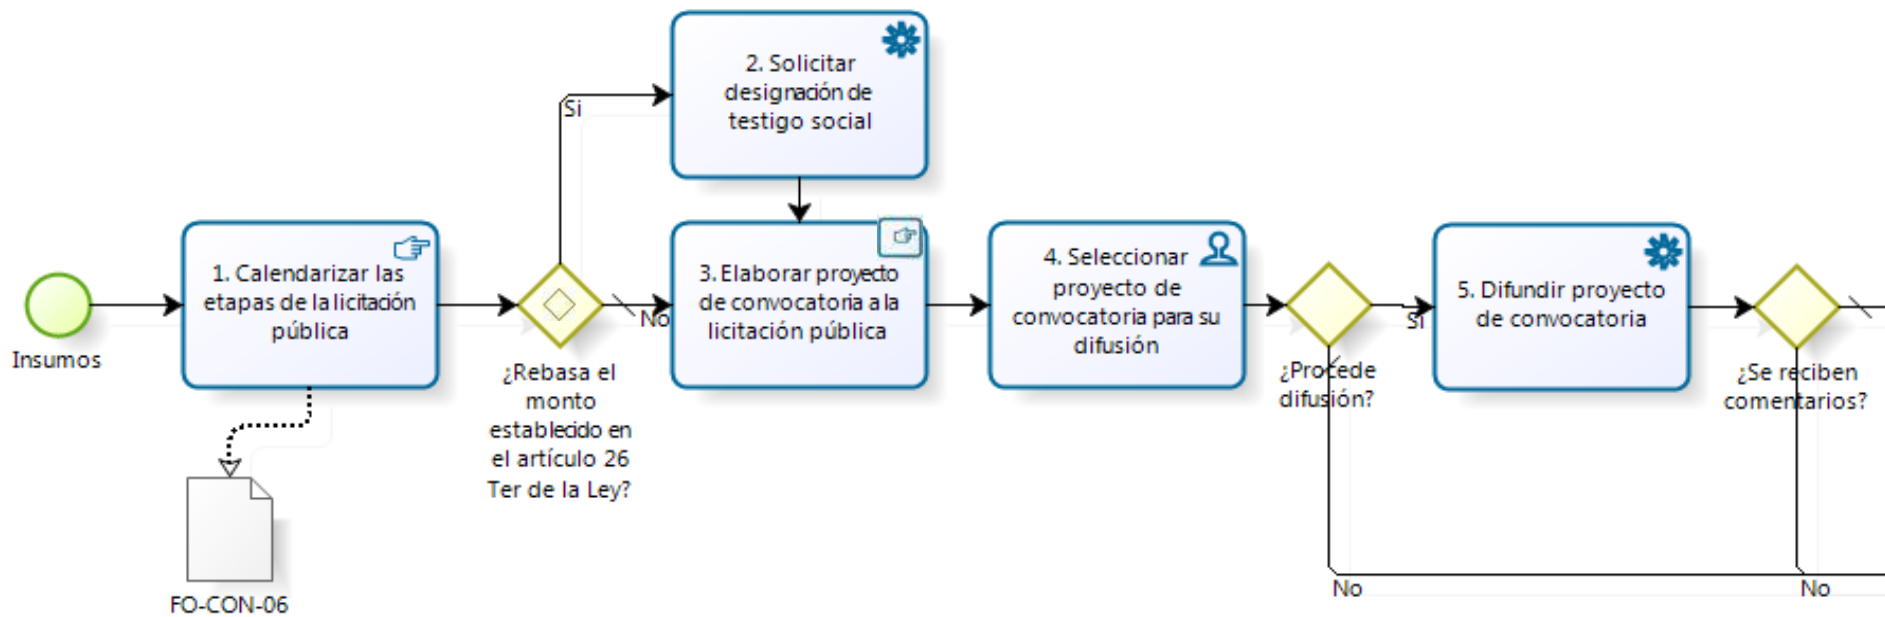 2. Solicitar
designación de
testigo social
Si
1. Calendarizar las
etapas de la licitación
pública
3. Elaborar proyecto
de convocatoria a la
licitación pública
4. Seleccionar
proyecto de
convocatoria para su
difusión
5. Difundir proyecto
de convocatoria
No
Si
Insumos
¿Rebasa el
monto
establecido en
el artículo 26
Ter de la Ley?
¿Procede
difusión?
¿Se reciben
comentarios?
No
No
FO-CON-06